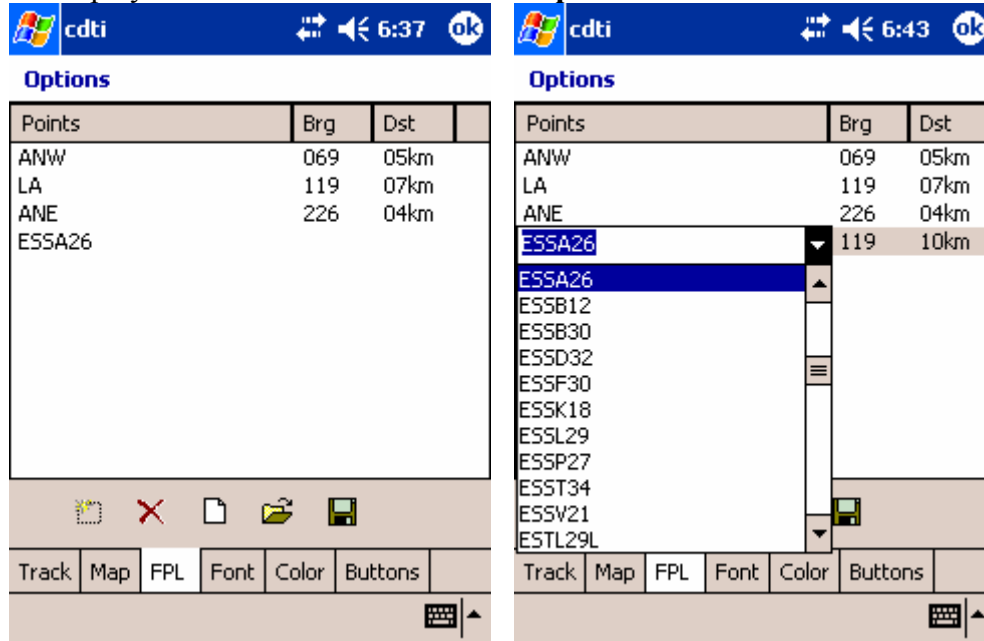 cdti 6:37 ok
Options
Points Brg Dst
ANW 069 05km
LA 119 07km
ANE 226 04km
ESSA26
Track Map FPL Font Color Buttons
cdti 6:43 ok
Options
Points Brg Dst
ANW 069 05km
LA 119 07km
ANE 226 04km
ESSA26 119 10km
ESSA26
ESSB12
ESSB30
ESSD32
ESSF30
ESSK18
ESSL29
ESSP27
ESST34
ESSV21
ESTL29L
Track Map FPL Font Color Buttons